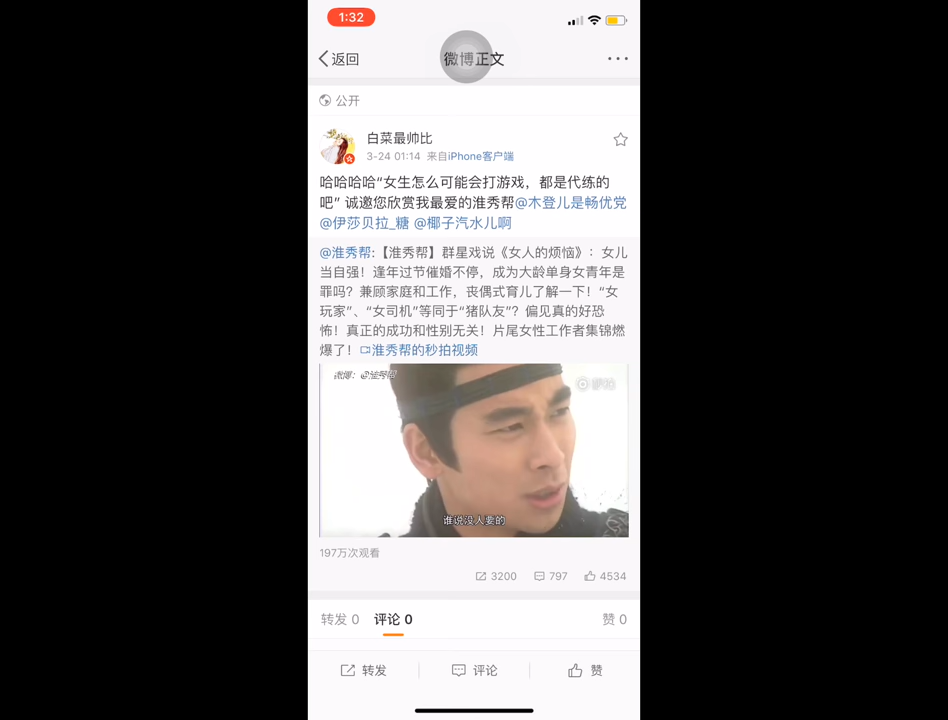 1:32
返回
微博正文
公开
白菜最帅比
3-24 01:14 来自iPhone客户端
哈哈哈哈“女生怎么可能会打游戏，都是代练的
吧” 诚邀您欣赏我最爱的淮秀帮@木登儿是畅优党
@伊莎贝拉_糖 @椰子汽水儿啊
@淮秀帮:【淮秀帮】群星戏说《女人的烦恼》：女儿
当自强！逢年过节催婚不停，成为大龄单身女青年是
罪吗？兼顾家庭和工作，丧偶式育儿了解一下！“女
玩家”、“女司机”等同于“猪队友”？偏见真的好恐
怖！真正的成功和性别无关！片尾女性工作者集锦燃
爆了！淮秀帮的秒拍视频
微博：@淮秀帮
秒拍
谁说没人要的
197万次观看
3200 797 4534
转发 0 评论 0 赞 0
转发 评论 赞